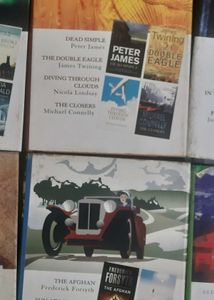 DEAD SIMPLE
Peter James
THE DOUBLE EAGLE
James Twining
DIVING THROUGH
CLOUDS
Nicola Lindsay
THE CLOSERS
Michael Connelly
PETER
JAMES
Twining
DOUBLE
EAGLE
THE AFGHAN
Frederick Forsyth
FREDERICK
FORSYTH
THE AFGHAN